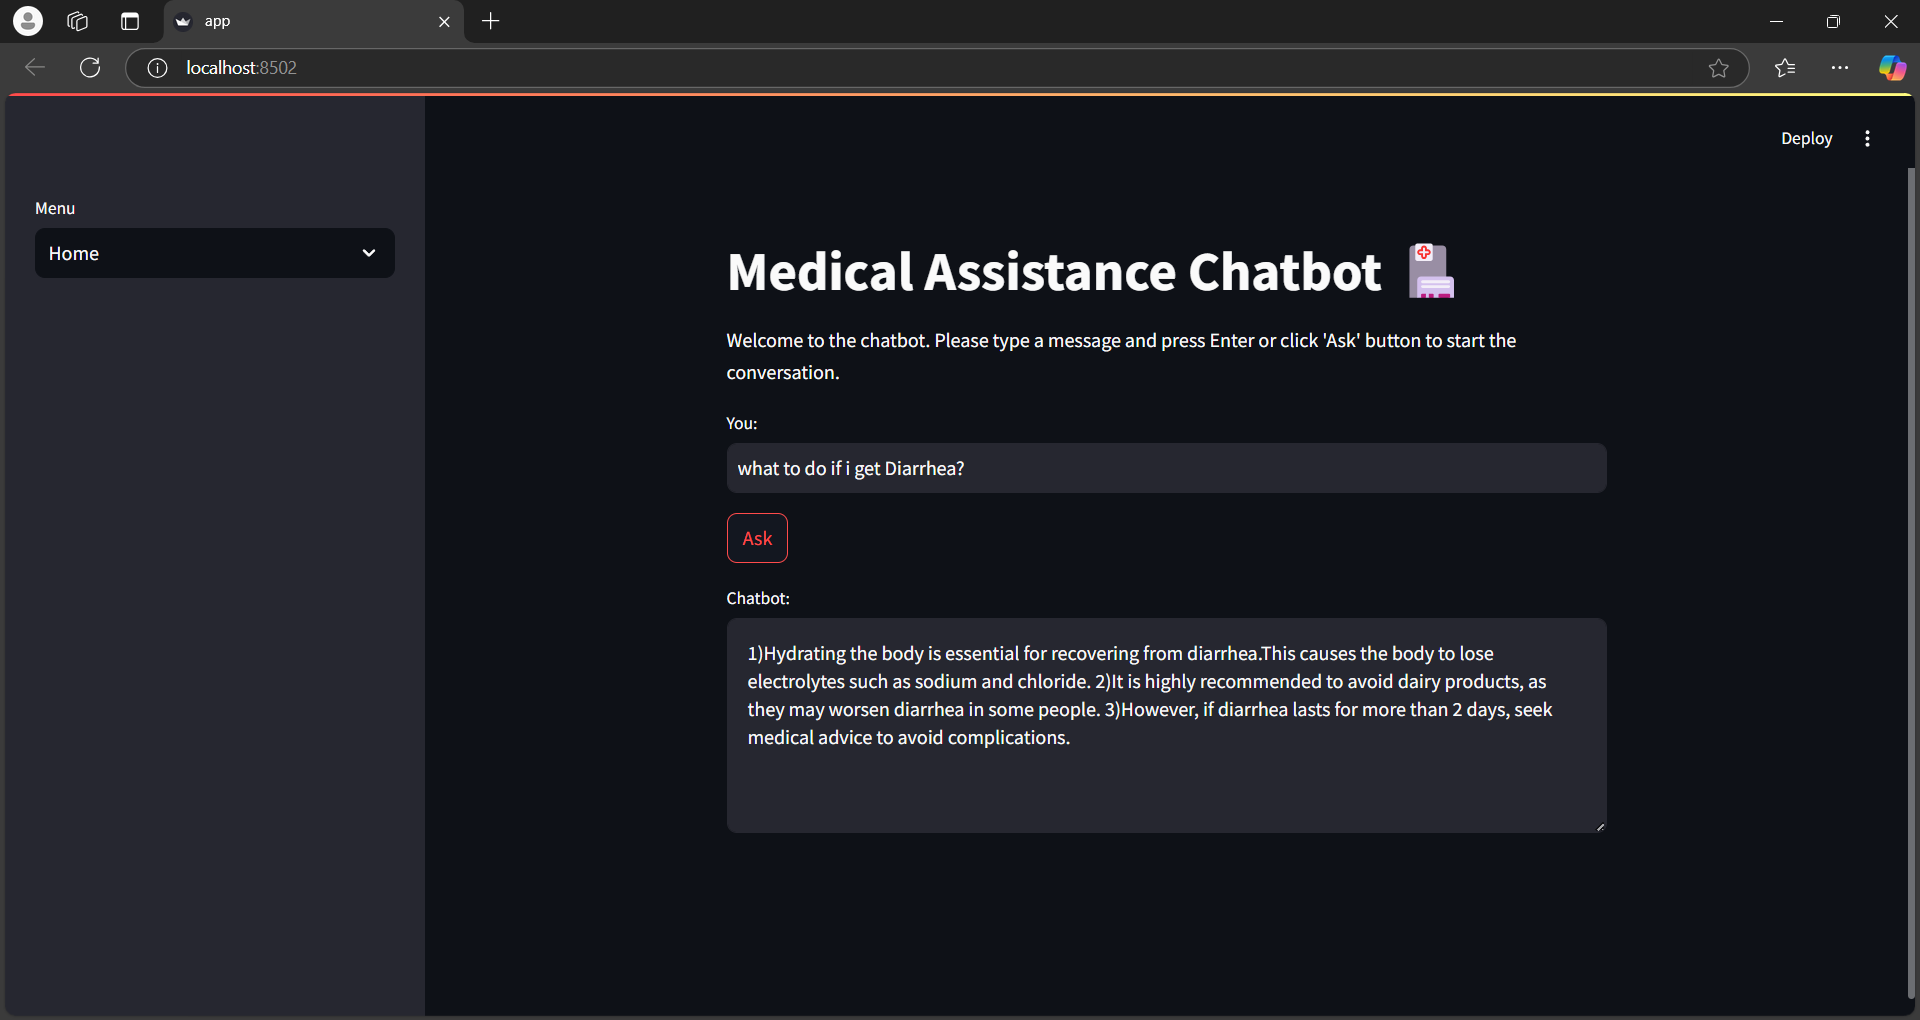 app
localhost:8502
Deploy
Menu
Home
Medical Assistance Chatbot
Welcome to the chatbot. Please type a message and press Enter or click 'Ask' button to start the
conversation.
You:
what to do if i get Diarrhea?
Ask
Chatbot:
1)Hydrating the body is essential for recovering from diarrhea.This causes the body to lose
electrolytes such as sodium and chloride. 2)It is highly recommended to avoid dairy products, as
they may worsen diarrhea in some people. 3)However, if diarrhea lasts for more than 2 days, seek
medical advice to avoid complications.